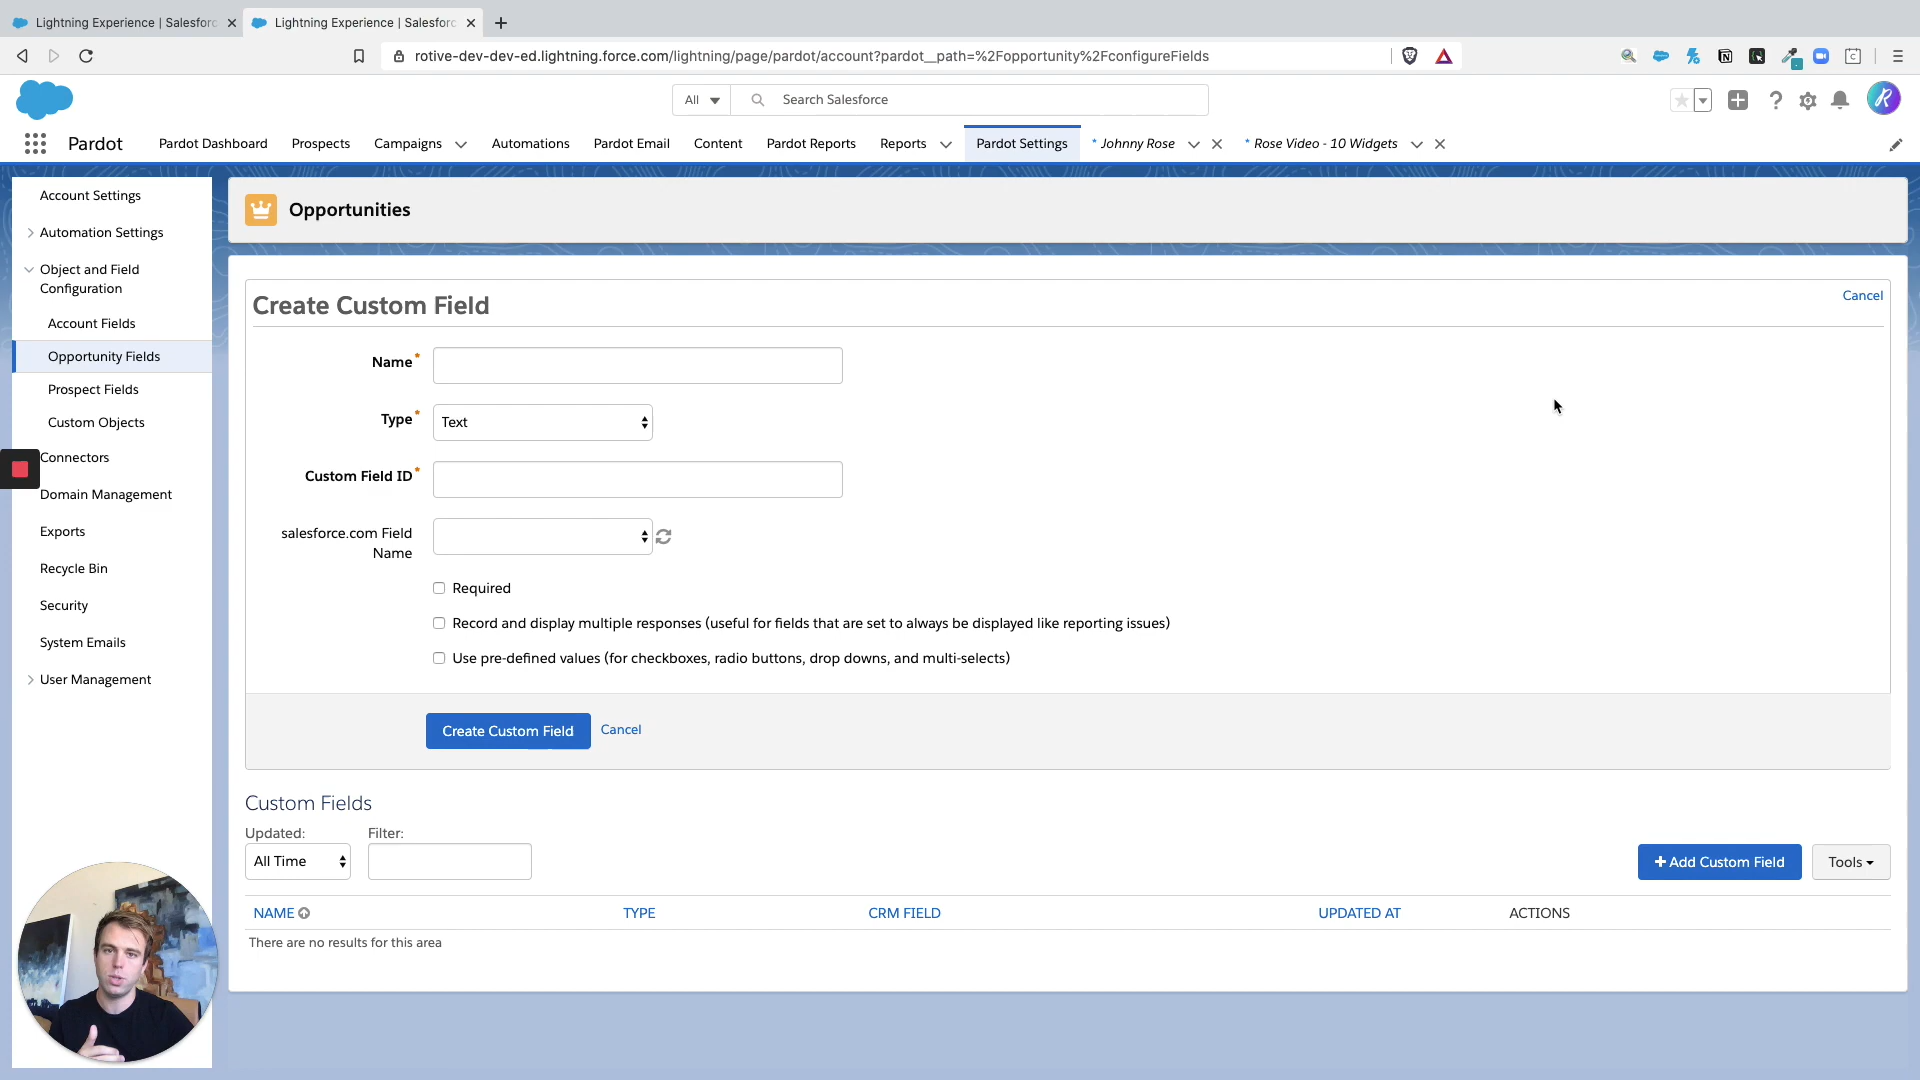 Lightning Experience | Salesforc
Lightning Experience | Salesforc
rotive-dev-dev-ed.lightning.force.com/lightning/page/pardot/account?pardot__path=%2Fopportunity%2FconfigureFields
All
Search Salesforce
Pardot
Pardot Dashboard
Prospects
Campaigns
Automations
Pardot Email
Content
Pardot Reports
Reports
Pardot Settings
* Johnny Rose
* Rose Video - 10 Widgets
Account Settings
Automation Settings
Object and Field
Configuration
Account Fields
Opportunity Fields
Prospect Fields
Custom Objects
Connectors
Domain Management
Exports
Recycle Bin
Security
System Emails
User Management
Opportunities
Create Custom Field
Cancel
Name*
Type*
Text
Custom Field ID*
salesforce.com Field
Name
Required
Record and display multiple responses (useful for fields that are set to always be displayed like reporting issues)
Use pre-defined values (for checkboxes, radio buttons, drop downs, and multi-selects)
Create Custom Field
Cancel
Custom Fields
Updated:
Filter:
All Time
+ Add Custom Field
Tools
NAME
TYPE
CRM FIELD
UPDATED AT
ACTIONS
There are no results for this area